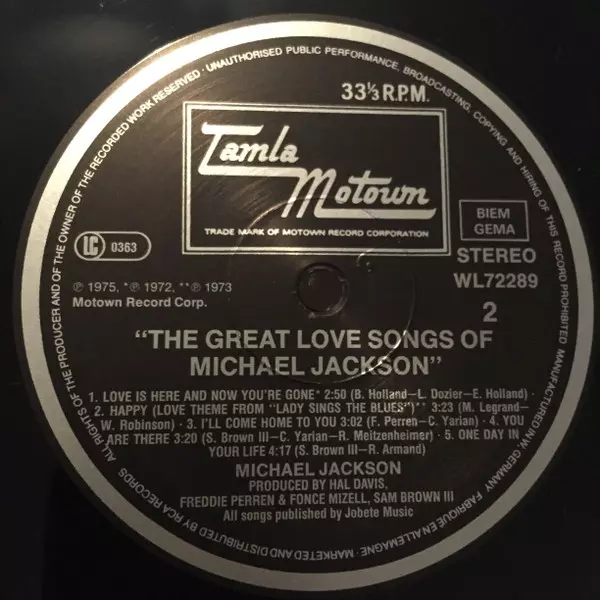 ALL RIGHTS OF THE PRODUCER AND OF THE OWNER OF THE RECORDED WORK RESERVED · UNAUTHORISED PUBLIC PERFORMANCE, BROADCASTING, COPYING AND HIRING OF THIS RECORD PROHIBITED · MANUFACTURED IN W. GERMANY · FABRIQUÉ EN ALLEMAGNE · MARKETED AND DISTRIBUTED BY RCA RECORDS
33⅓ R.P.M.
Tamla
Motown
TRADE MARK OF MOTOWN RECORD CORPORATION
LC 0363
BIEM
GEMA
STEREO
WL72289
℗ 1975, *℗ 1972, **℗ 1973
Motown Record Corp.
2
"THE GREAT LOVE SONGS OF
MICHAEL JACKSON"
1. LOVE IS HERE AND NOW YOU'RE GONE* 2:50 (B. Holland–L. Dozier–E. Holland)
2. HAPPY (LOVE THEME FROM "LADY SINGS THE BLUES")** 3:23 (M. Legrand–
W. Robinson) · 3. I'LL COME HOME TO YOU 3:02 (F. Perren–C. Yarian) · 4. YOU
ARE THERE 3:20 (S. Brown III–C. Yarian–R. Meitzenheimer) · 5. ONE DAY IN
YOUR LIFE 4:17 (S. Brown III–R. Armand)
MICHAEL JACKSON
PRODUCED BY HAL DAVIS,
FREDDIE PERREN & FONCE MIZELL, SAM BROWN III
All songs published by Jobete Music